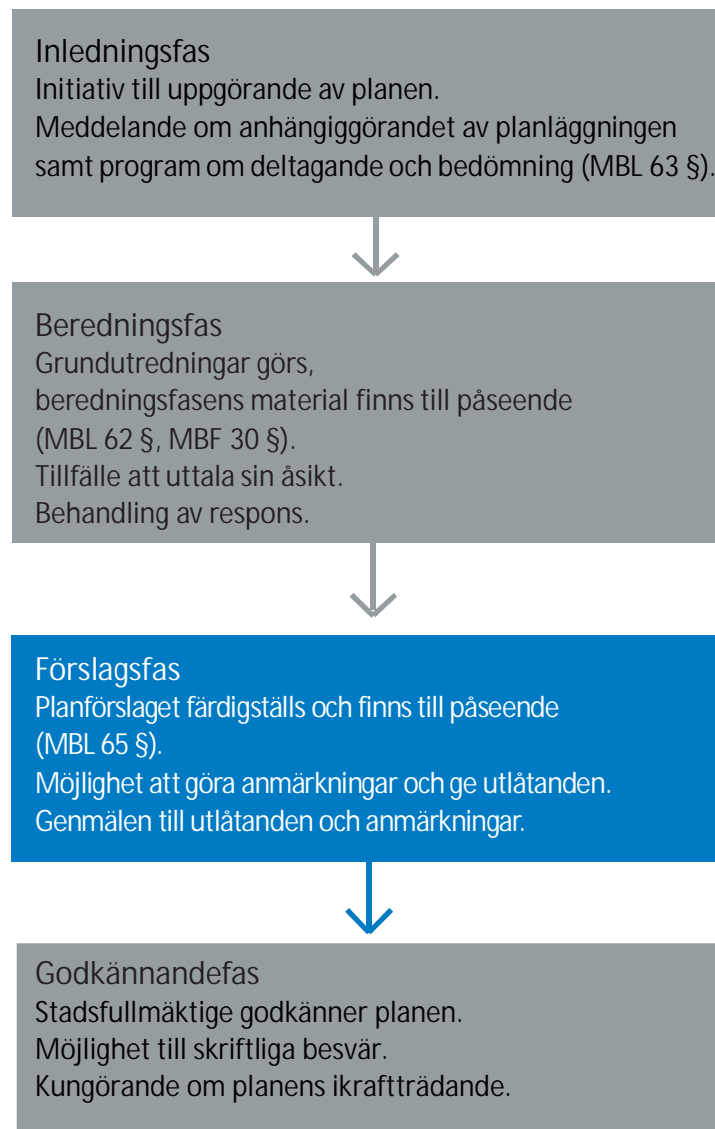 Inledningsfas
Initiativ till uppgörande av planen.
Meddelande om anhängiggörandet av planläggningen
samt program om deltagande och bedömning (MBL 63 §).
Beredningsfas
Grundutredningar görs,
beredningsfasens material finns till påseende
(MBL 62 §, MBF 30 §).
Tillfälle att uttala sin åsikt.
Behandling av respons.
Förslagsfas
Planförslaget färdigställs och finns till påseende
(MBL 65 §).
Möjlighet att göra anmärkningar och ge utlåtanden.
Genmälen till utlåtanden och anmärkningar.
Godkännandefas
Stadsfullmäktige godkänner planen.
Möjlighet till skriftliga besvär.
Kungörande om planens ikraftträdande.